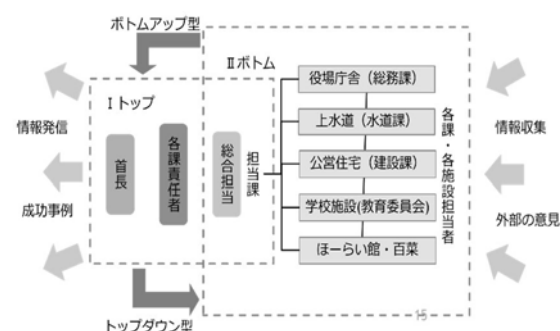 ボトムアップ型
Ⅱボトム
Ⅰトップ
首長
各課責任者
総合担当
担当課
役場庁舎（総務課）
上水道（水道課）
公営住宅（建設課）
学校施設(教育委員会)
ほーらい館・百菜
各課・各施設担当者
情報発信
成功事例
情報収集
外部の意見
トップダウン型
15